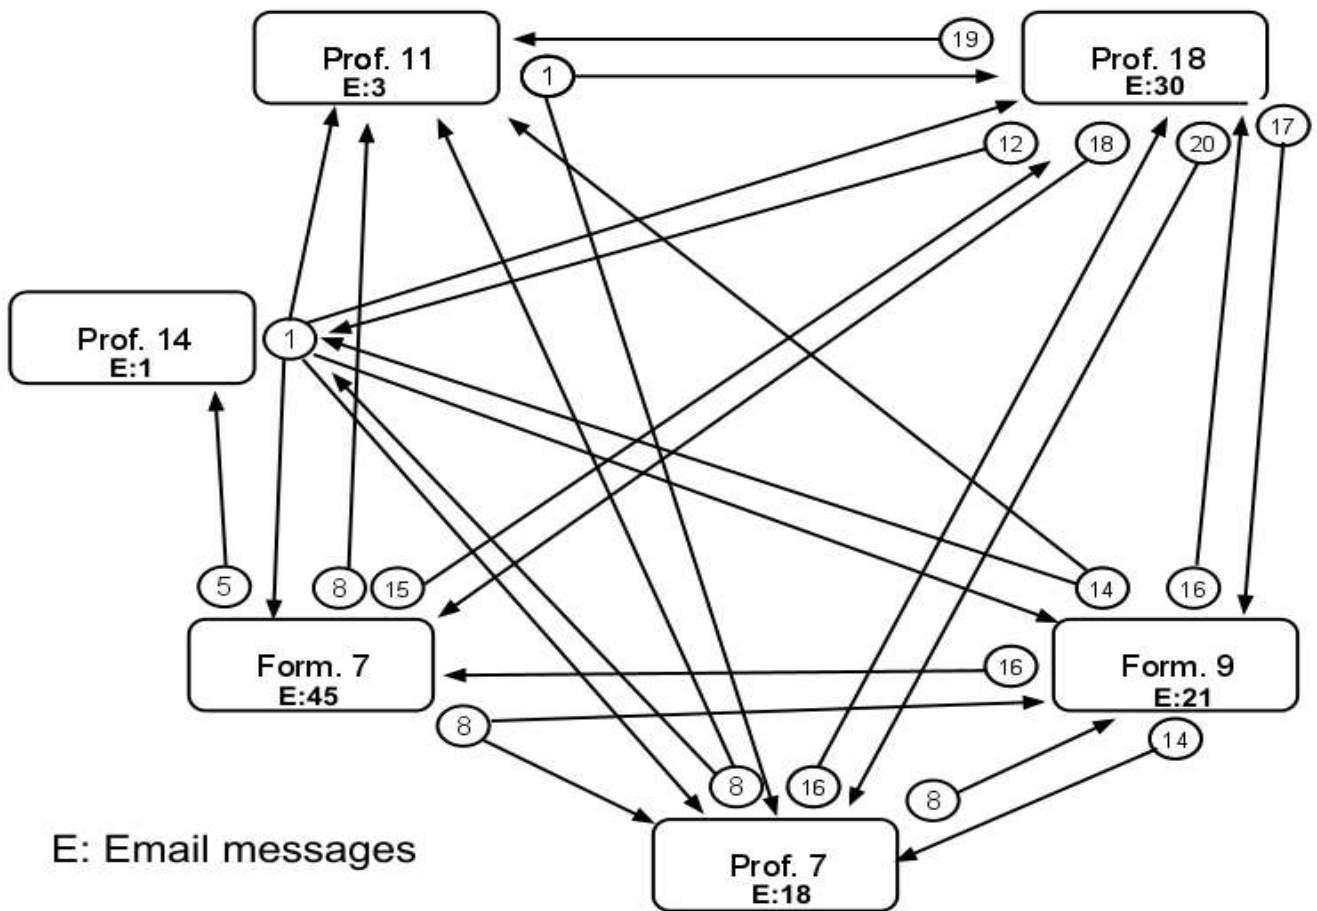 Prof. 11
E:3
19
1
Prof. 18
E:30
17
12
18
20
Prof. 14
E:1
1
5
8
15
14
16
Form. 7
E:45
16
Form. 9
E:21
8
14
8
16
8
Prof. 7
E:18
E: Email messages